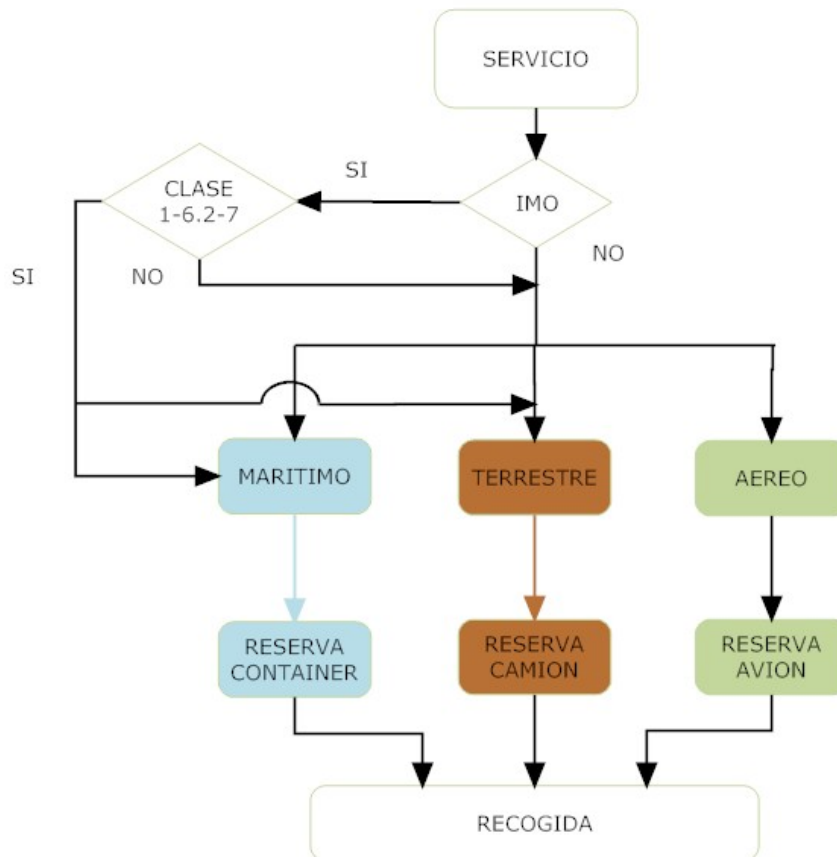 SERVICIO
SI
CLASE
1-6.2-7
IMO
NO
SI
NO
MARITIMO
TERRESTRE
AEREO
RESERVA
CONTAINER
RESERVA
CAMION
RESERVA
AVION
RECOGIDA